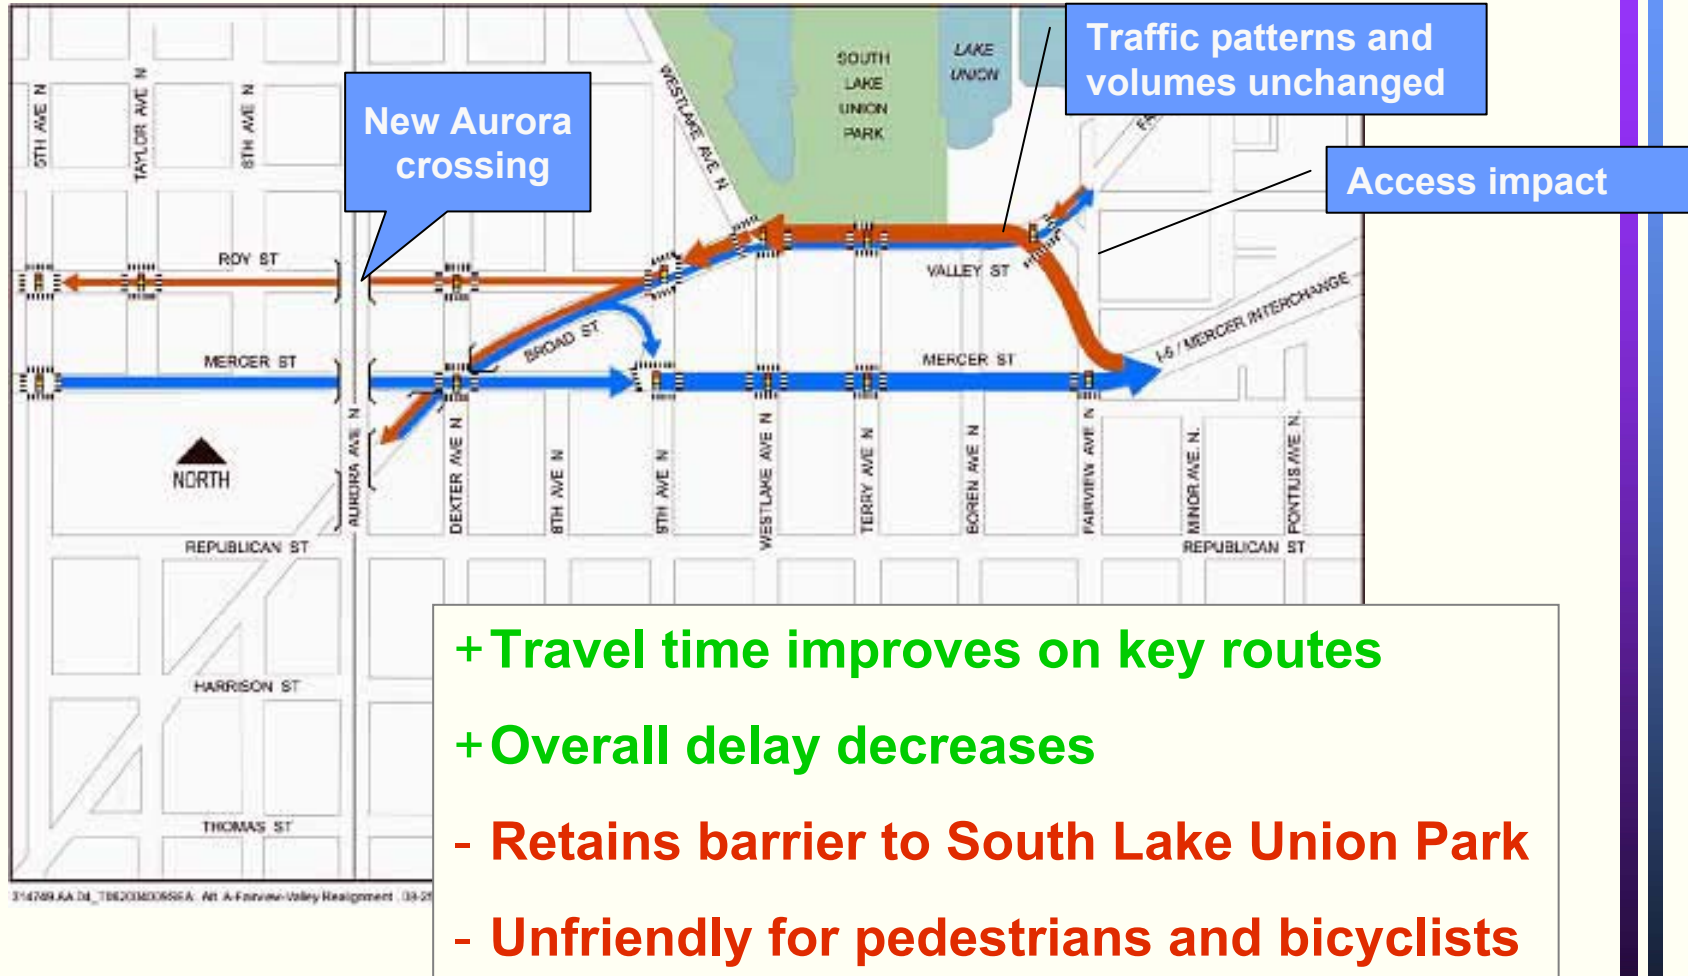 Traffic patterns and
volumes unchanged
New Aurora
crossing
Access impact
SOUTH
LAKE
UNION
PARK
LAKE
UNION
WESTLAKE AVE N
5TH AVE N
TAYLOR AVE N
6TH AVE N
ROY ST
VALLEY ST
BROAD ST
I-5 / MERCER INTERCHANGE
MERCER ST
MERCER ST
NORTH
AURORA AVE N
DEXTER AVE N
8TH AVE N
9TH AVE N
WESTLAKE AVE N
TERRY AVE N
BOREN AVE N
FAIRVIEW AVE N
MINOR AVE. N.
PONTIUS AVE. N.
REPUBLICAN ST
REPUBLICAN ST
HARRISON ST
THOMAS ST
+ Travel time improves on key routes
+ Overall delay decreases
- Retains barrier to South Lake Union Park
- Unfriendly for pedestrians and bicyclists